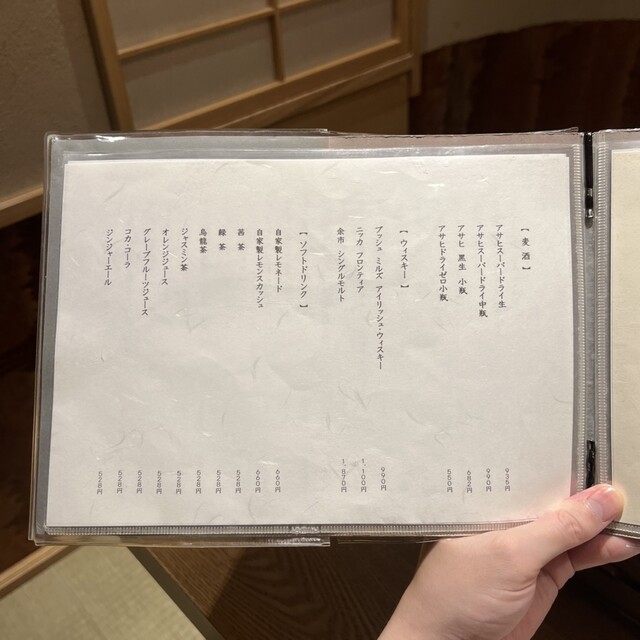 【 麦 酒 】
アサヒスーパードライ生 935円
アサヒスーパードライ中瓶 990円
アサヒ 黒生 小瓶 682円
アサヒドライゼロ小瓶 550円
【 ウィスキー 】
ブッシュ・ミルズ アイリッシュ・ウィスキー 990円
ニッカ フロンティア 1,100円
余市 シングルモルト 1,870円
【 ソフトドリンク 】
自家製レモネード 660円
自家製レモンスカッシュ 660円
茜 茶 528円
緑 茶 528円
烏龍茶 528円
ジャスミン茶 528円
オレンジジュース 528円
グレープフルーツジュース 528円
コカ・コーラ 528円
ジンジャーエール 528円